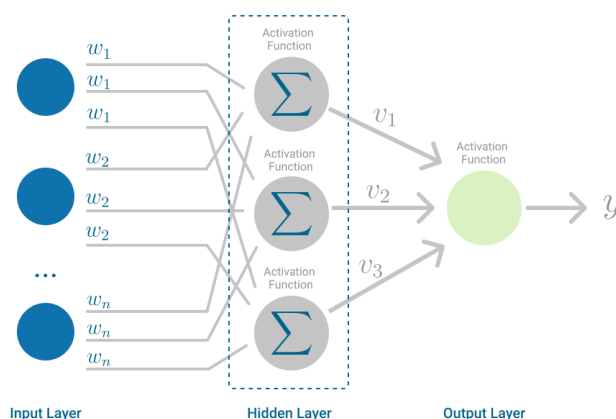 Activation
Function
w₁
w₁
w₁
Σ
v₁
w₂
w₂
w₂
Activation
Function
Σ
v₂
Activation
Function
y
...
Activation
Function
Σ
v₃
wₙ
wₙ
wₙ
Input Layer
Hidden Layer
Output Layer